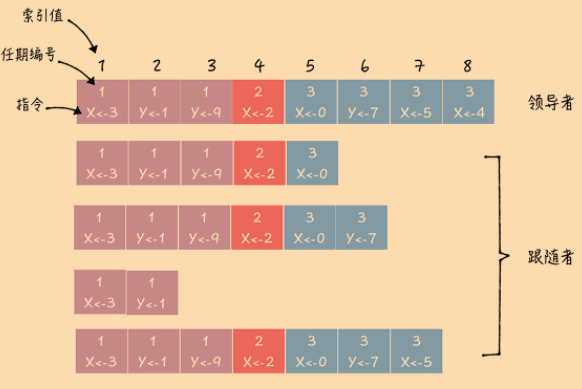 索引值
任期编号
指令
1 2 3 4 5 6 7 8
1 1 1 2 3 3 3 3
X<-3 Y<-1 Y<-9 X<-2 X<-0 Y<-7 X<-5 X<-4
领导者
1 1 1 2 3
X<-3 Y<-1 Y<-9 X<-2 X<-0
1 1 1 2 3 3
X<-3 Y<-1 Y<-9 X<-2 X<-0 Y<-7
跟随者
1 1
X<-3 Y<-1
1 1 1 2 3 3 3
X<-3 Y<-1 Y<-9 X<-2 X<-0 Y<-7 X<-5